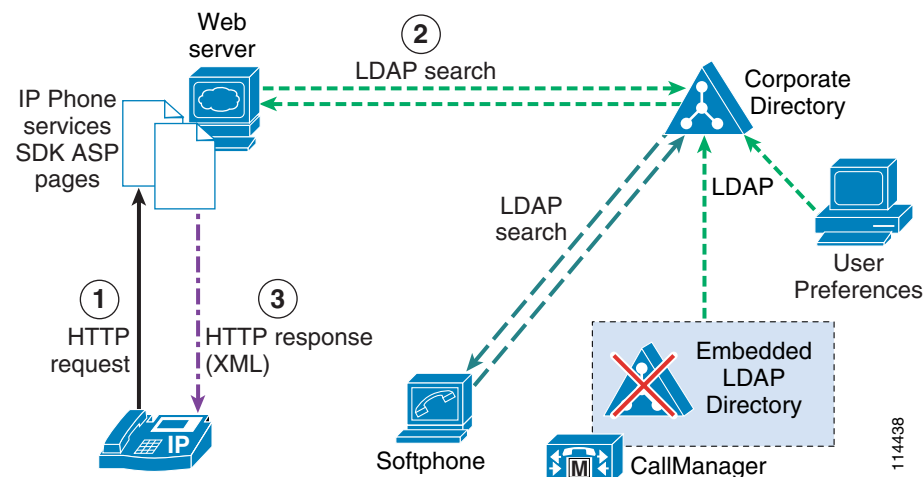 Web
server
2
LDAP search
Corporate
Directory
IP Phone
services
SDK ASP
pages
LDAP
LDAP
search
User
Preferences
1
HTTP
request
3
HTTP response
(XML)
Embedded
LDAP
Directory
IP
Softphone
M
CallManager
114438